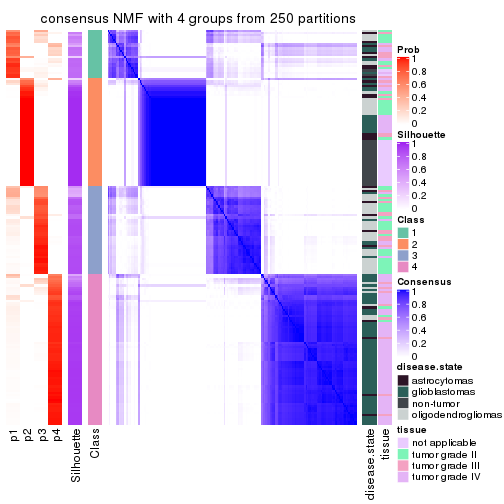 consensus NMF with 4 groups from 250 partitions
Prob
1
0.8
0.6
0.4
0.2
0
Silhouette
1
0.8
0.6
0.4
0.2
0
Class
1
2
3
4
Consensus
1
0.8
0.6
0.4
0.2
0
disease.state
astrocytomas
glioblastomas
non-tumor
oligodendrogliomas
tissue
not applicable
tumor grade II
tumor grade III
tumor grade IV
p1
p2
p3
p4
Silhouette
Class
disease.state
tissue